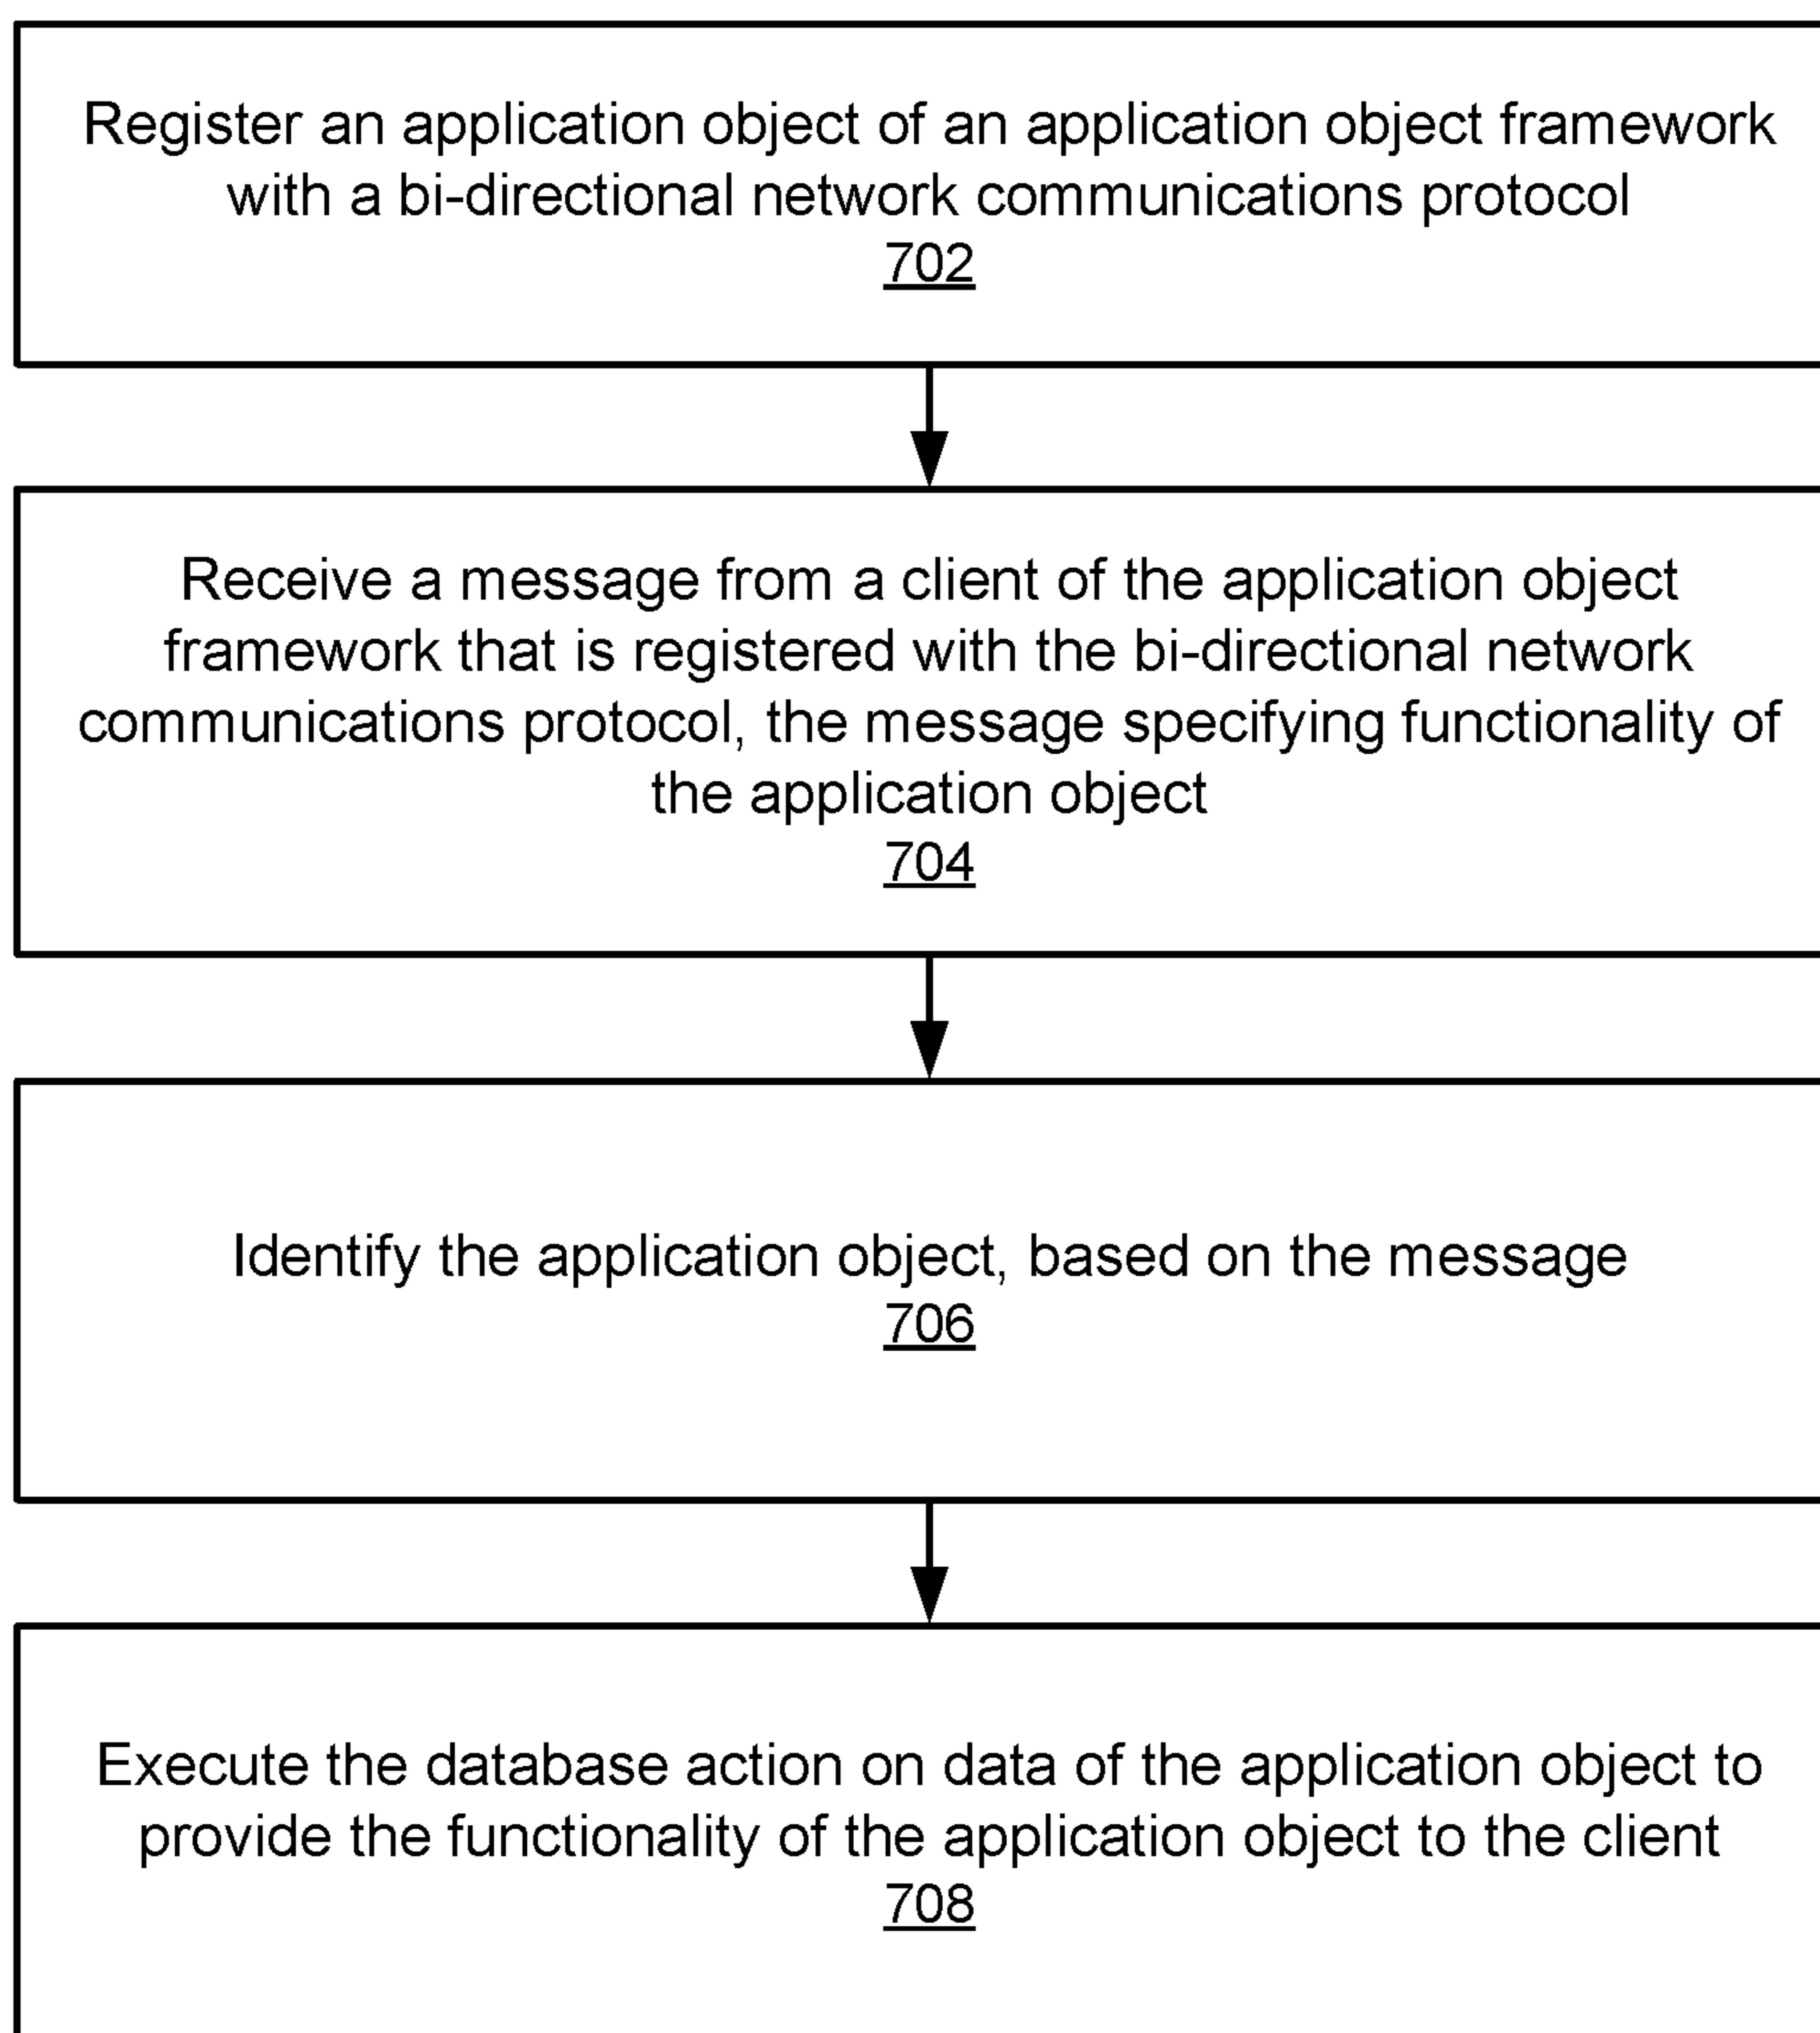 Register an application object of an application object framework
with a bi-directional network communications protocol
702
Receive a message from a client of the application object
framework that is registered with the bi-directional network
communications protocol, the message specifying functionality of
the application object
704
Identify the application object, based on the message
706
Execute the database action on data of the application object to
provide the functionality of the application object to the client
708